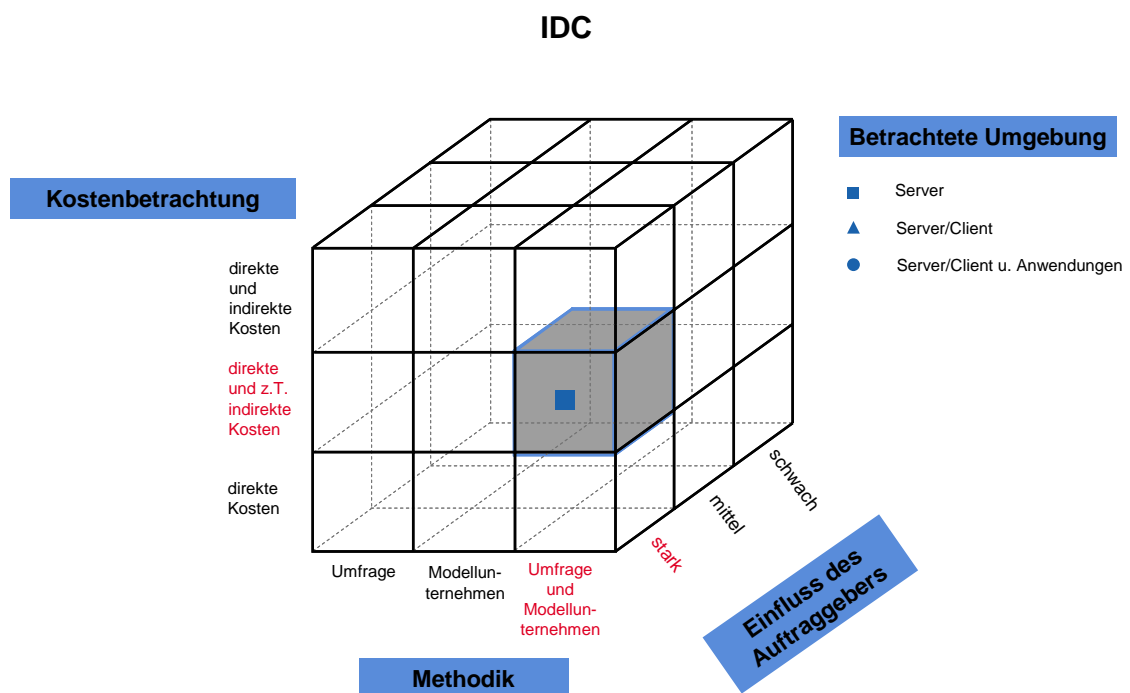 IDC
Betrachtete Umgebung
Server
Server/Client
Server/Client u. Anwendungen
Kostenbetrachtung
direkte
und
indirekte
Kosten
direkte
und z.T.
indirekte
Kosten
direkte
Kosten
Umfrage
Modellun-
ternehmen
Umfrage
und
Modellun-
ternehmen
stark
mittel
schwach
Einfluss des
Auftraggebers
Methodik